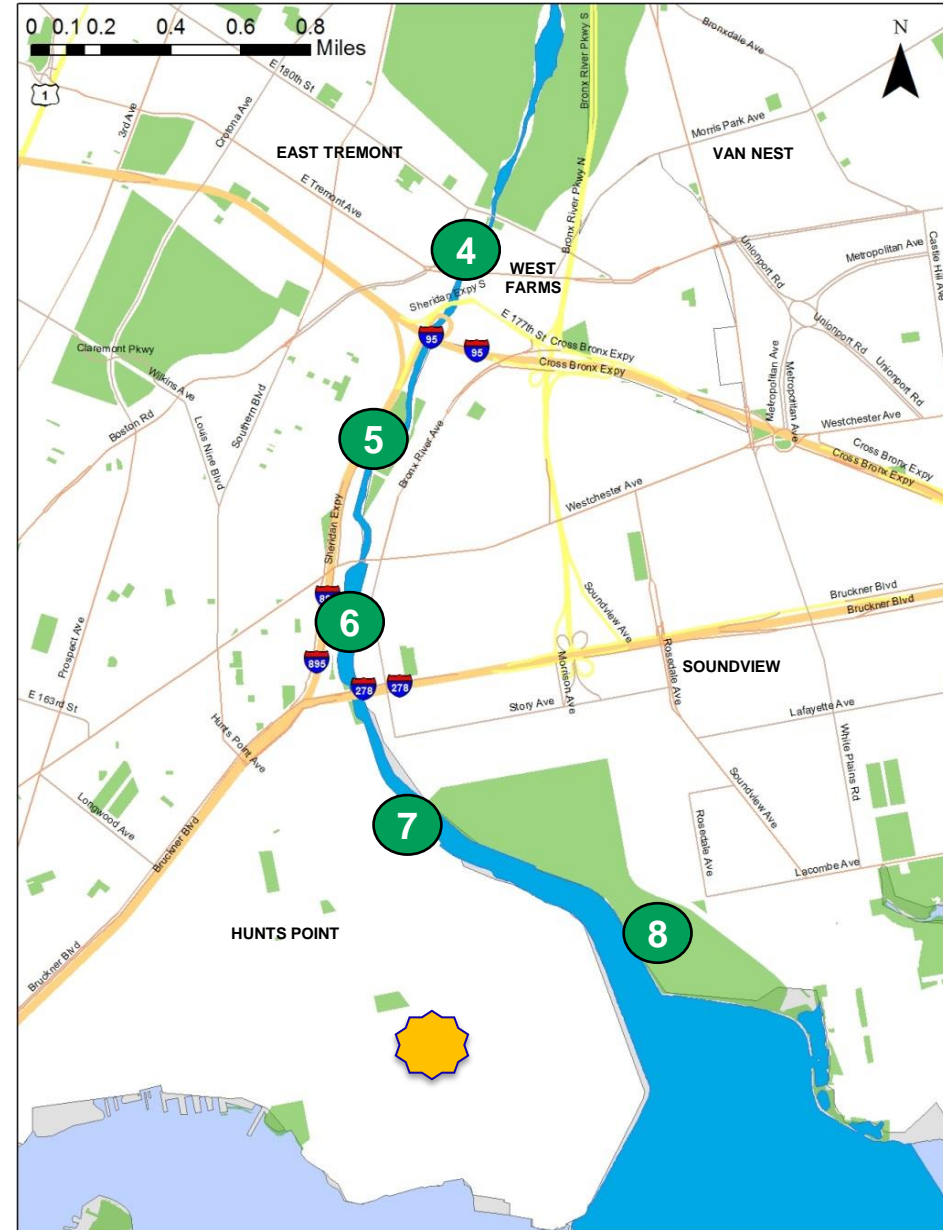 0 0.1 0.2 0.4 0.6 0.8
Miles
N
1
E 180th St
3rd Ave
Crotona Ave
Bronx River Pkwy S
Bronxdale Ave
Morris Park Ave
EAST TREMONT
VAN NEST
E Tremont Ave
Bronx River Pkwy N
4
WEST
FARMS
Unionport Rd
Metropolitan Ave
Castle Hill Ave
Sheridan Expy S
E 177th St
Cross Bronx Expy
Unionport Rd
95
95
Cross Bronx Expy
Claremont Pkwy
Wilkins Ave
Metropolitan Ave
Metropolitan Ave
Unionport Rd
Boston Rd
Louis Nine Blvd
Southern Blvd
5
Bronx River Ave
Westchester Ave
Cross Bronx Expy
Cross Bronx Expy
Westchester Ave
Sheridan Expy
Soundview Ave
Bruckner Blvd
Bruckner Blvd
6
Prospect Ave
895
278
278
Morrison Ave
Rosedale Ave
SOUNDVIEW
E 163rd St
Story Ave
Lafayette Ave
Hunts Point Ave
White Plains Rd
Longwood Ave
Soundview Ave
Rosedale Ave
7
Bruckner Blvd
Lacombe Ave
HUNTS POINT
8
Bruckner Blvd